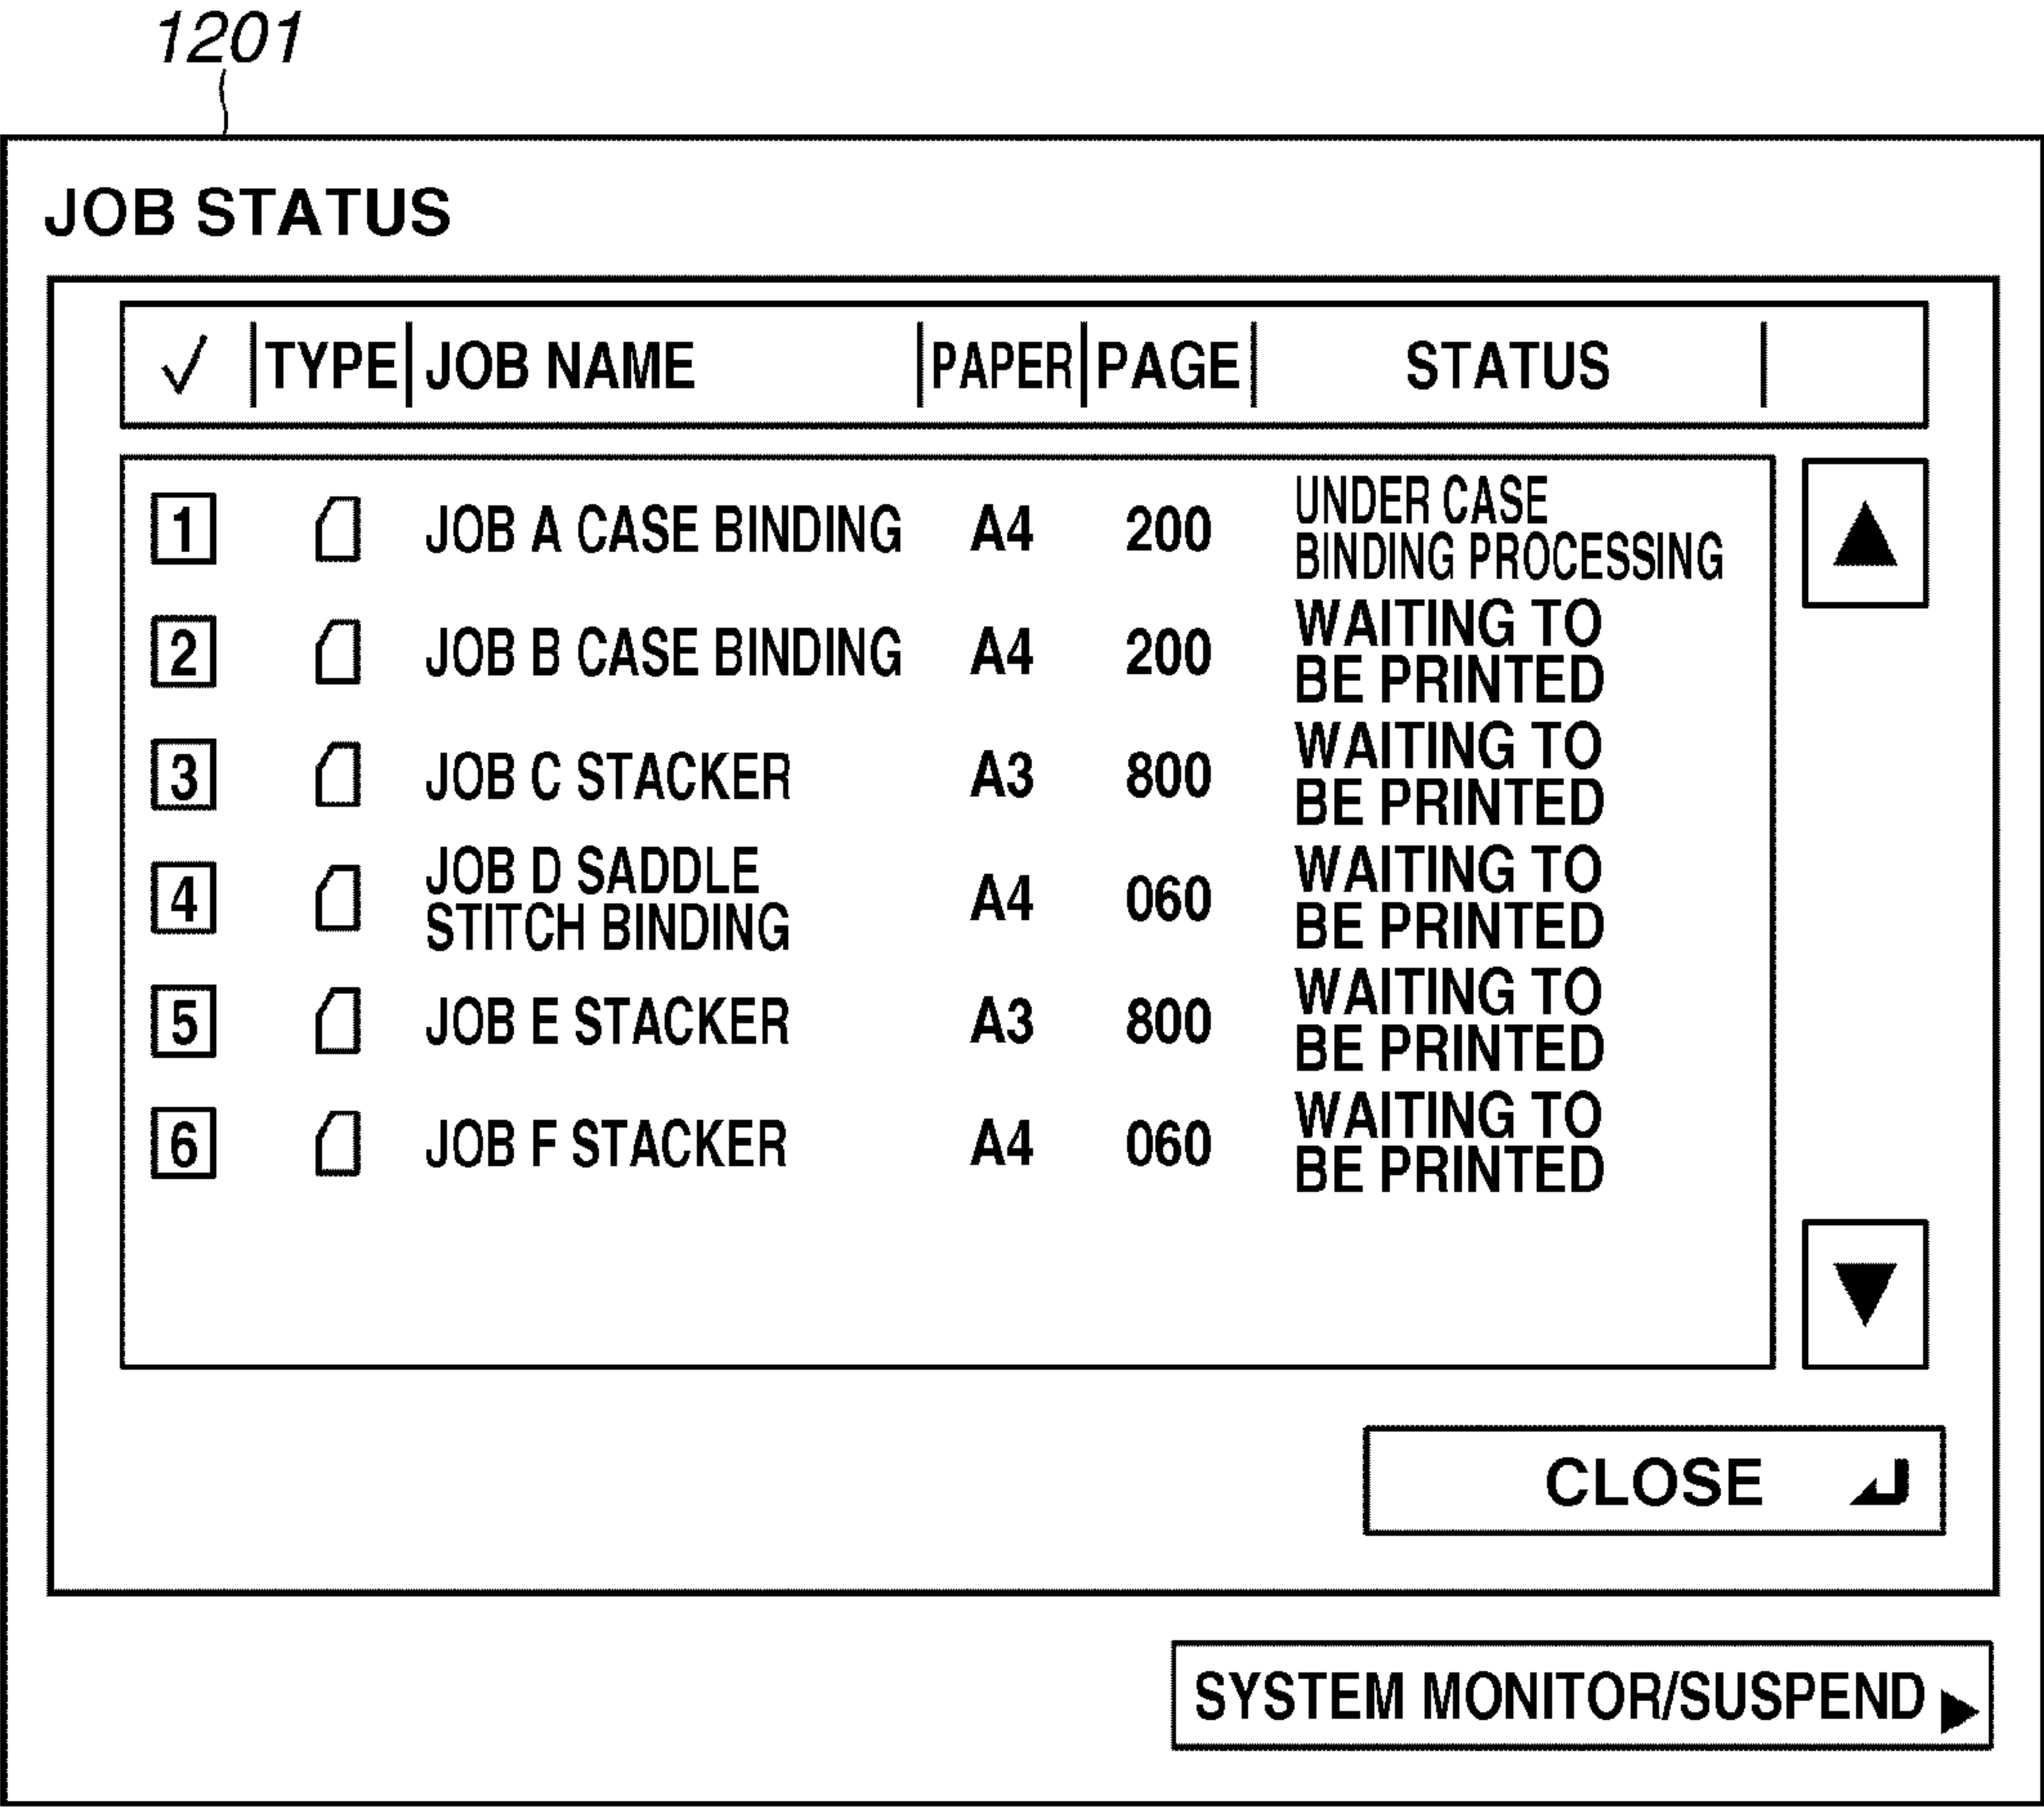 1201
JOB STATUS
✓ TYPE JOB NAME PAPER PAGE STATUS
1 JOB A CASE BINDING A4 200 UNDER CASE
BINDING PROCESSING
2 JOB B CASE BINDING A4 200 WAITING TO
BE PRINTED
3 JOB C STACKER A3 800 WAITING TO
BE PRINTED
4 JOB D SADDLE
STITCH BINDING A4 060 WAITING TO
BE PRINTED
5 JOB E STACKER A3 800 WAITING TO
BE PRINTED
6 JOB F STACKER A4 060 WAITING TO
BE PRINTED
CLOSE
SYSTEM MONITOR/SUSPEND